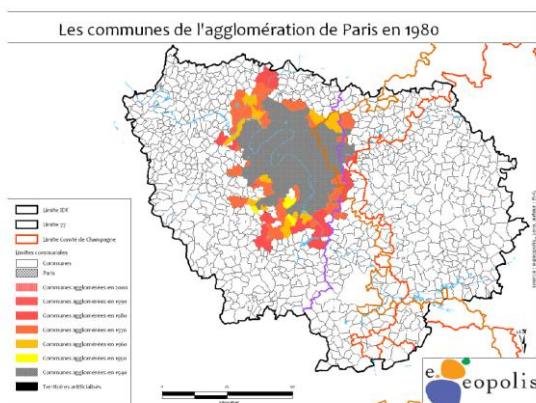 Les communes de l'agglomération de Paris en 1980
Limite IDF
Limite 77
Limite Comté de Champagne
Limites communales
Communes
Paris
Communes agglomérées en 2000
Communes agglomérées en 1990
Communes agglomérées en 1980
Communes agglomérées en 1970
Communes agglomérées en 1960
Communes agglomérées en 1950
Communes agglomérées en 1940
Territoires artificialisés
e.
eopolis